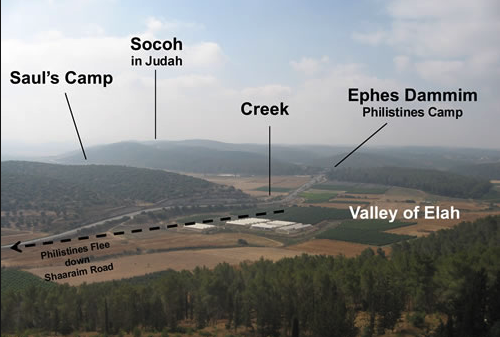 Socoh
in Judah
Saul's Camp
Creek
Ephes Dammim
Philistines Camp
Valley of Elah
Philistines Flee
down
Shaaraim Road